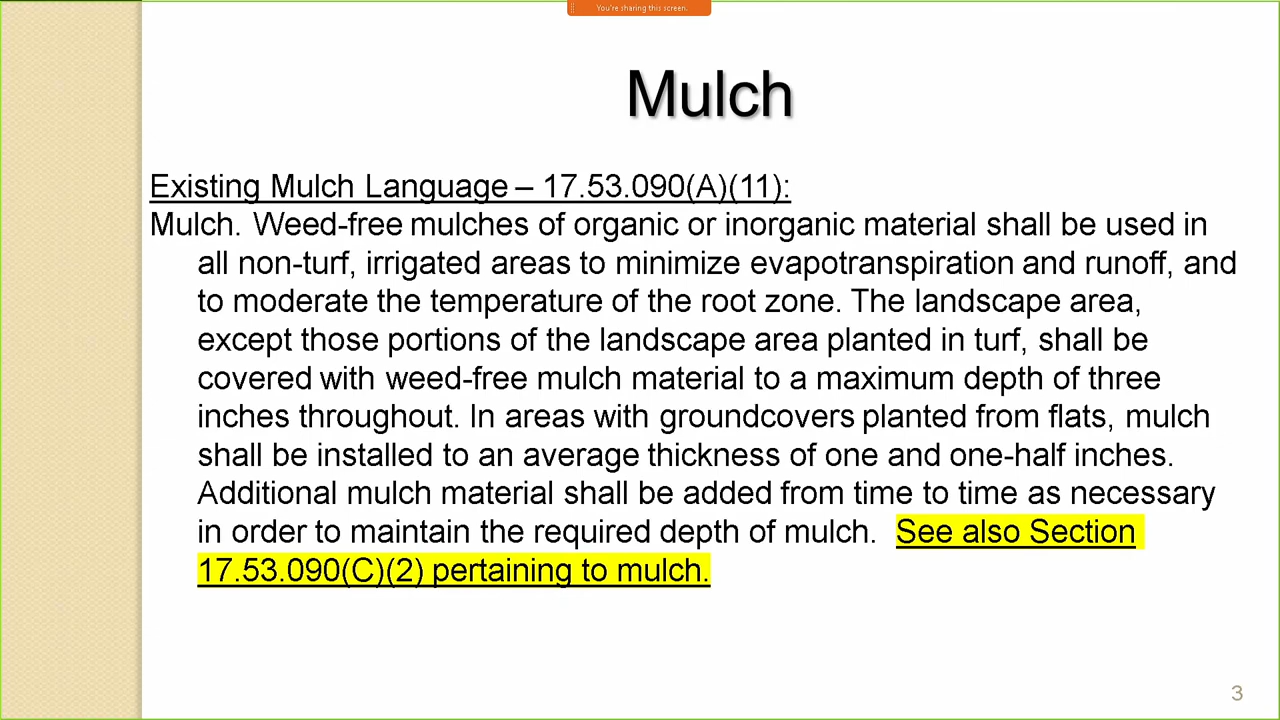 You're sharing this screen.
Mulch
Existing Mulch Language – 17.53.090(A)(11):
Mulch. Weed-free mulches of organic or inorganic material shall be used in
all non-turf, irrigated areas to minimize evapotranspiration and runoff, and
to moderate the temperature of the root zone. The landscape area,
except those portions of the landscape area planted in turf, shall be
covered with weed-free mulch material to a maximum depth of three
inches throughout. In areas with groundcovers planted from flats, mulch
shall be installed to an average thickness of one and one-half inches.
Additional mulch material shall be added from time to time as necessary
in order to maintain the required depth of mulch. See also Section
17.53.090(C)(2) pertaining to mulch.
3